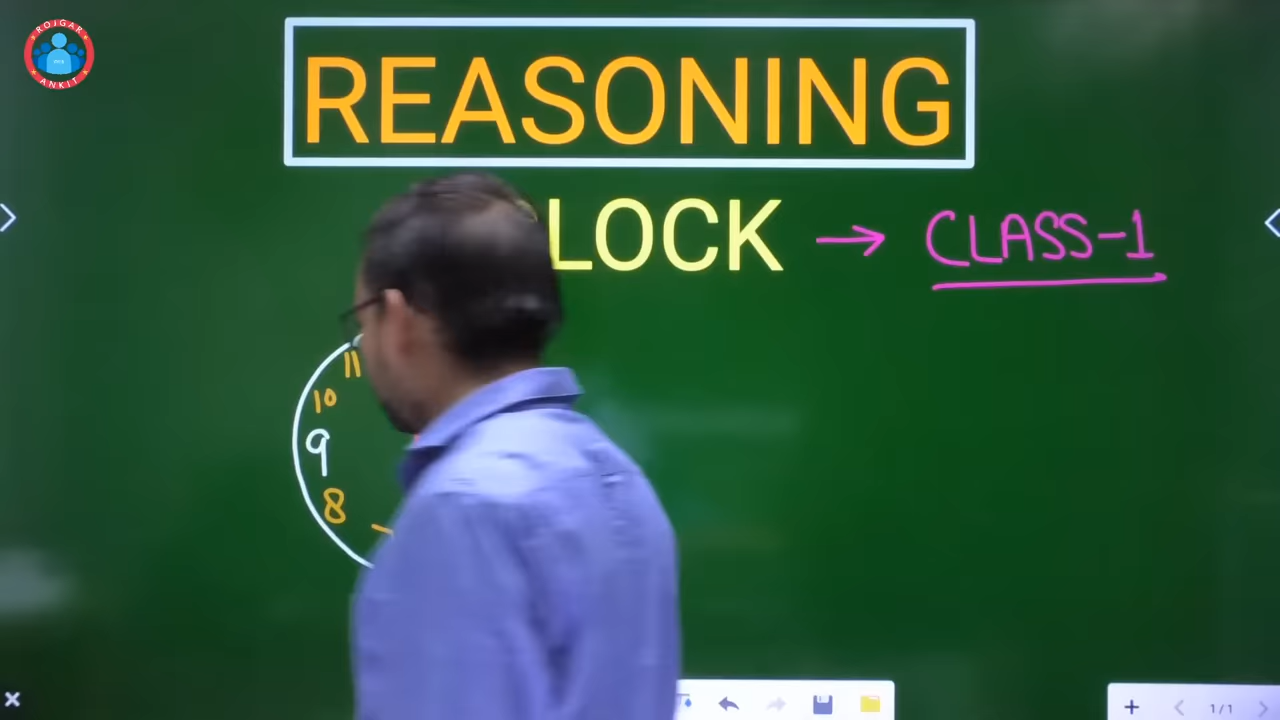 ROJGAR
ANKIT
REASONING
LOCK → CLASS-1
11
10
9
8
1/1